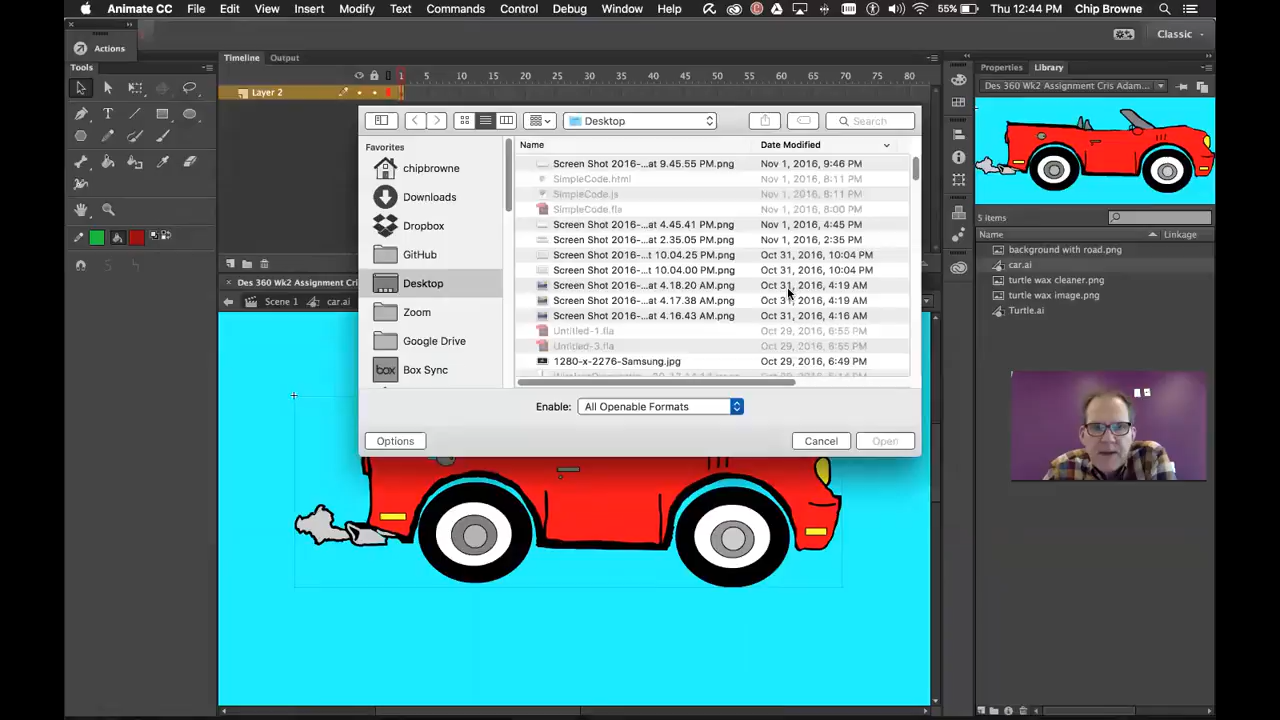 Animate CC File Edit View Insert Modify Text Commands Control Debug Window Help 55% Thu 12:44 PM Chip Browne
Actions Classic
Tools Timeline Output Properties Library
1 5 10 15 20 25 30 35 40 45 50 55 60 65 70 75 80
Layer 2 Des 360 Wk2 Assignment Cris Adam...
Desktop Search
Favorites Name Date Modified
chipbrowne
Downloads
Dropbox
GitHub
Desktop
Zoom
Google Drive
Box Sync
Screen Shot 2016-...at 9.45.55 PM.png Nov 1, 2016, 9:46 PM
SimpleCode.html Nov 1, 2016, 8:11 PM
SimpleCode.js Nov 1, 2016, 8:11 PM
SimpleCode.fla Nov 1, 2016, 8:00 PM
Screen Shot 2016-...at 4.45.41 PM.png Nov 1, 2016, 4:45 PM
Screen Shot 2016-...at 2.35.05 PM.png Nov 1, 2016, 2:35 PM
Screen Shot 2016-...t 10.04.25 PM.png Oct 31, 2016, 10:04 PM
Screen Shot 2016-...t 10.04.00 PM.png Oct 31, 2016, 10:04 PM
Screen Shot 2016-...at 4.18.20 AM.png Oct 31, 2016, 4:19 AM
Screen Shot 2016-...at 4.17.38 AM.png Oct 31, 2016, 4:19 AM
Screen Shot 2016-...at 4.16.43 AM.png Oct 31, 2016, 4:16 AM
Untitled-1.fla Oct 29, 2016, 6:55 PM
Untitled-3.fla Oct 29, 2016, 6:55 PM
1280-x-2276-Samsung.jpg Oct 29, 2016, 6:49 PM
Enable: All Openable Formats
Options Cancel Open
5 items
Name Linkage
background with road.png
car.ai
turtle wax cleaner.png
turtle wax image.png
Turtle.ai
Des 360 Wk2 Assignment Cri
Scene 1 car.ai